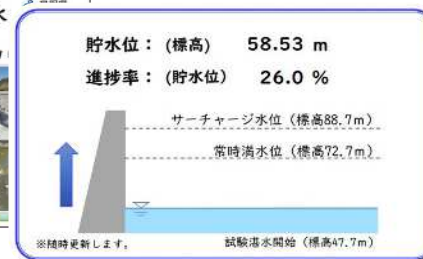 貯水位：(標高) 58.53 m
進捗率：(貯水位) 26.0 %
サーチャージ水位（標高88.7m）
常時満水位（標高72.7m）
※随時更新します。
試験湛水開始（標高47.7m）